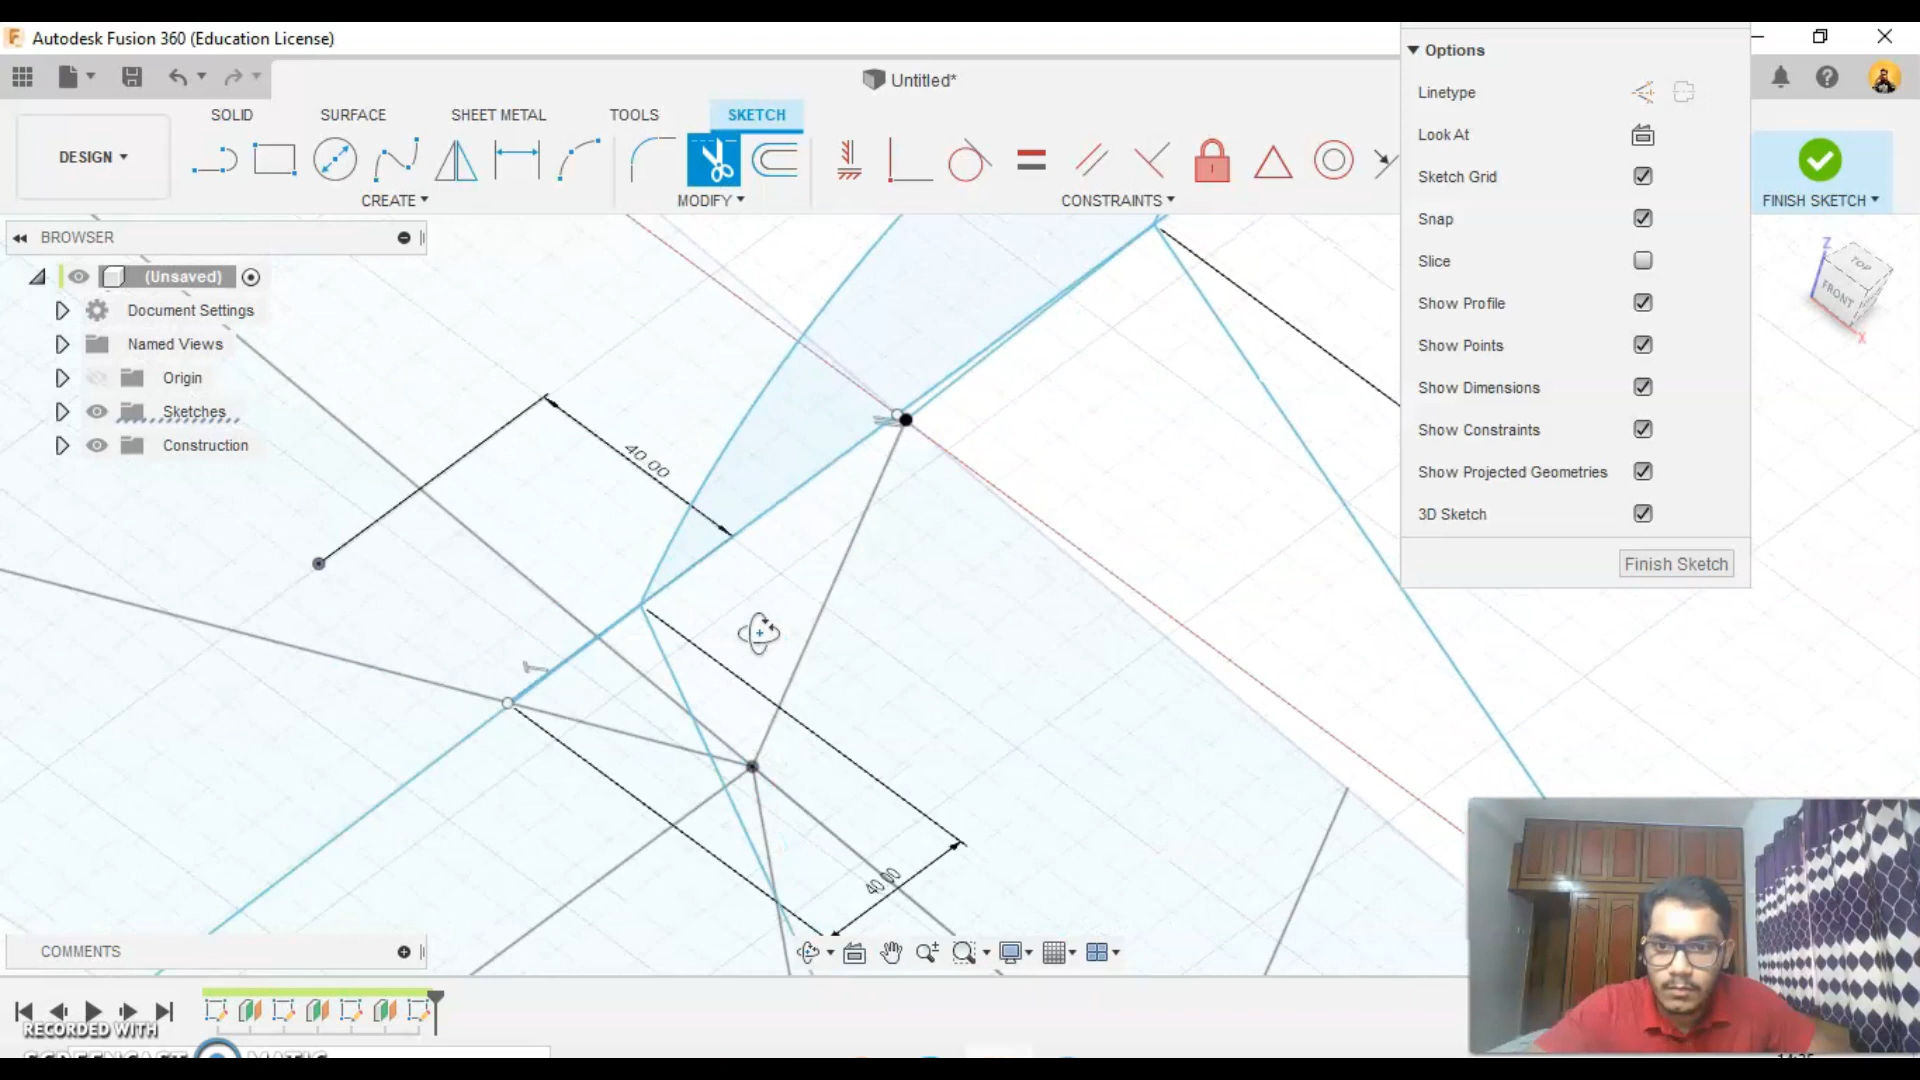 Autodesk Fusion 360 (Education License)
Untitled*
SOLID
SURFACE
SHEET METAL
TOOLS
SKETCH
DESIGN
CREATE
MODIFY
CONSTRAINTS
FINISH SKETCH
BROWSER
(Unsaved)
Document Settings
Named Views
Origin
Sketches
Construction
40.00
40.00
Options
Linetype
Look At
Sketch Grid
Snap
Slice
Show Profile
Show Points
Show Dimensions
Show Constraints
Show Projected Geometries
3D Sketch
Finish Sketch
Z
TOP
FRONT
X
COMMENTS
RECORDED WITH